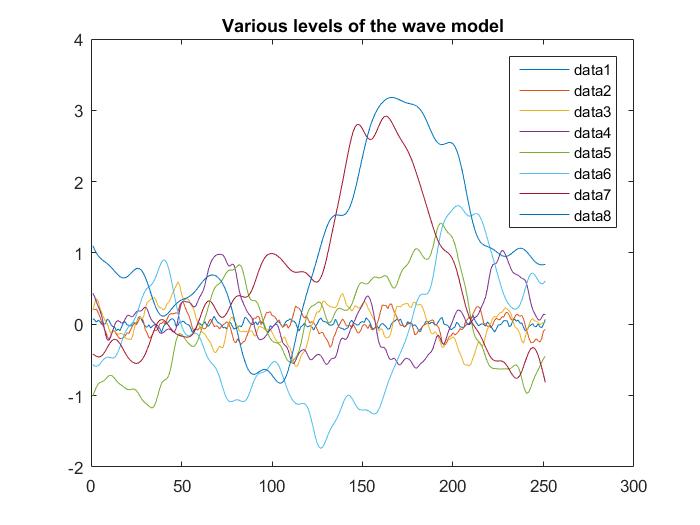 Various levels of the wave model
4
3
2
1
0
-1
-2
0 50 100 150 200 250 300
data1
data2
data3
data4
data5
data6
data7
data8